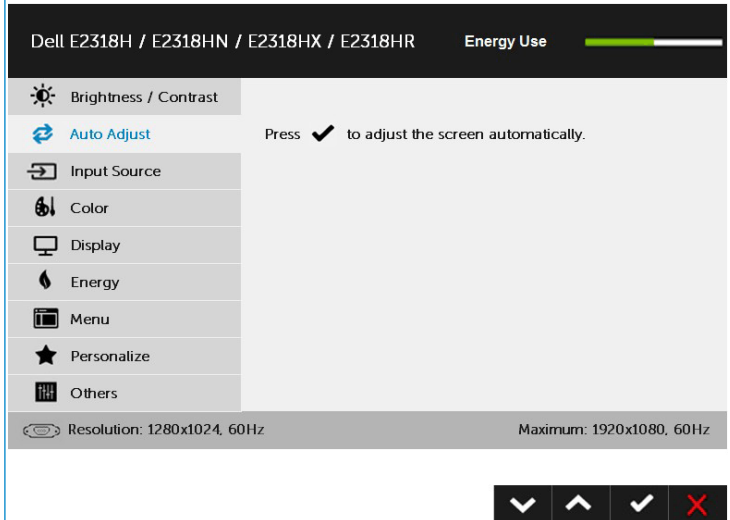 Dell E2318H / E2318HN / E2318HX / E2318HR Energy Use
Brightness / Contrast
Auto Adjust
Press to adjust the screen automatically.
Input Source
Color
Display
Energy
Menu
Personalize
Others
Resolution: 1280x1024, 60Hz Maximum: 1920x1080, 60Hz